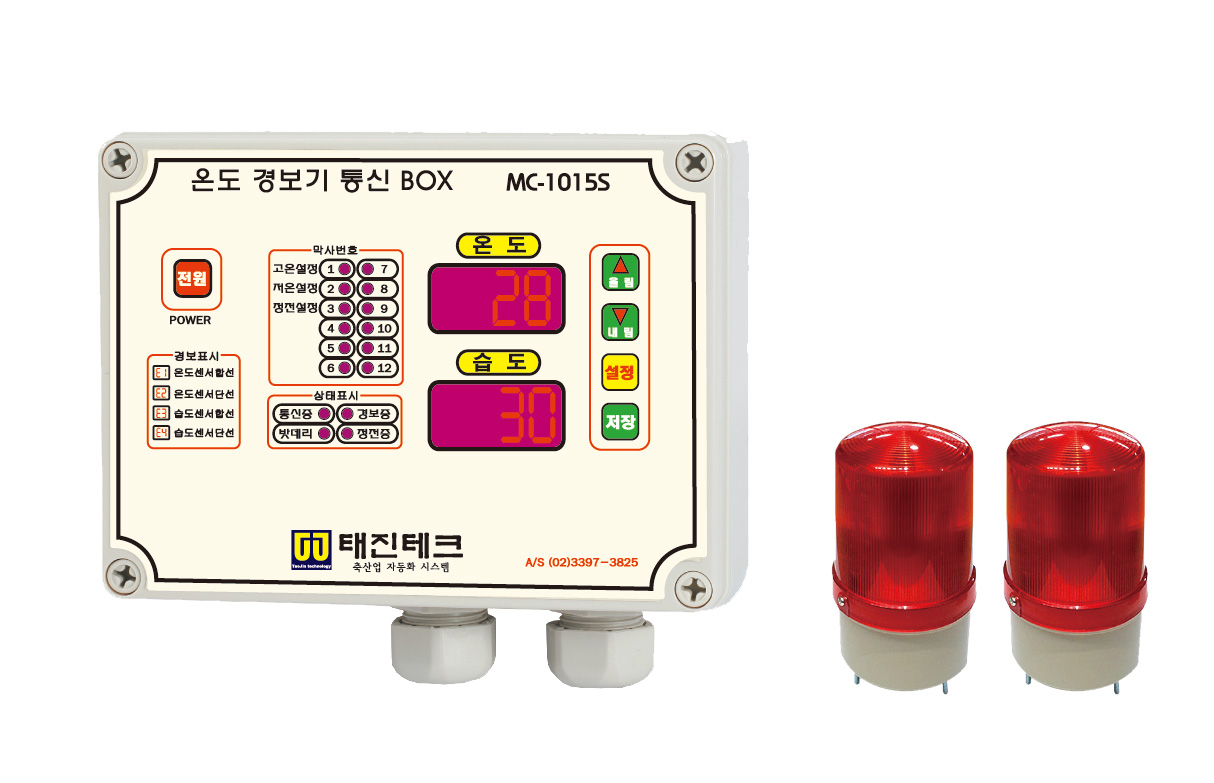 온도 경보기 통신 BOX MC-1015S
전원
POWER
경보표시
E1 온도센서합선
E2 온도센서단선
E3 습도센서합선
E4 습도센서단선
막사번호
고온설정 1 7
저온설정 2 8
정전설정 3 9
4 10
5 11
6 12
상태표시
통신중 경보중
밧데리 정전중
온 도
28
습 도
30
올 림
내 림
설정
저장
TaeJin technology
태진테크
축산업 자동화 시스템
A/S (02)3397-3825